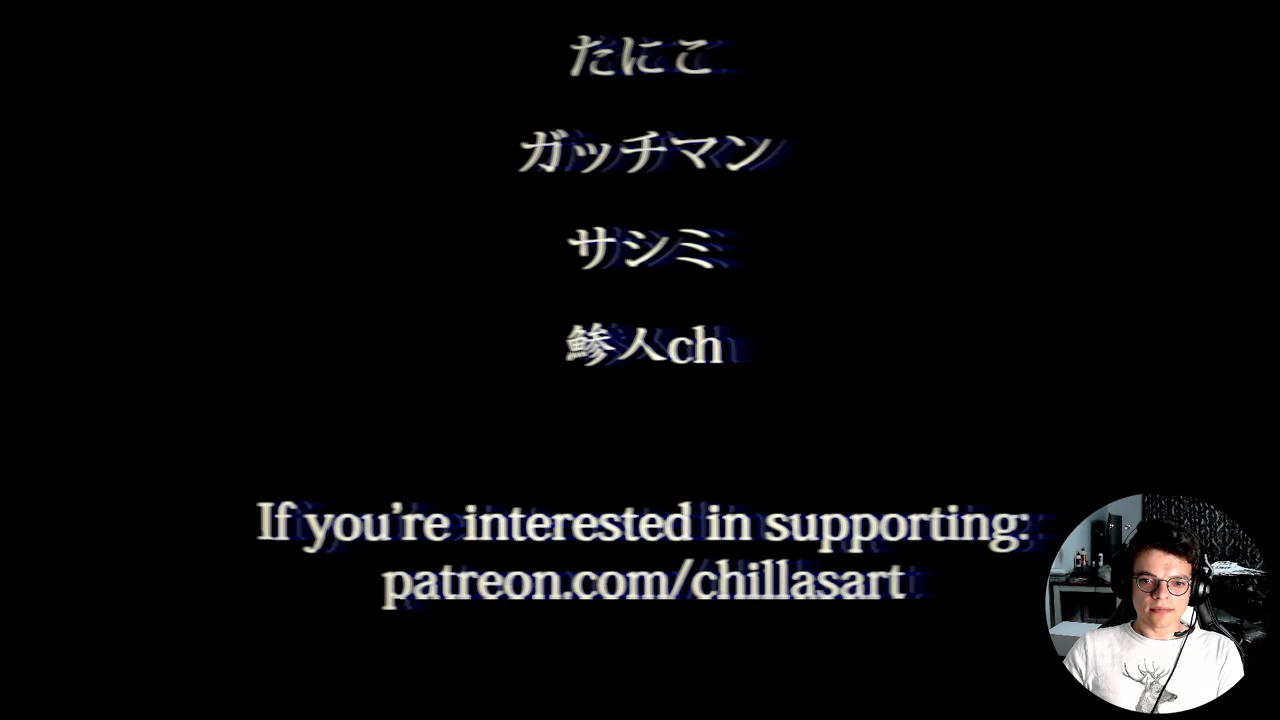 たにこ
ガッチマン
サシミ
鯵人ch
If you're interested in supporting:
patreon.com/chillasart